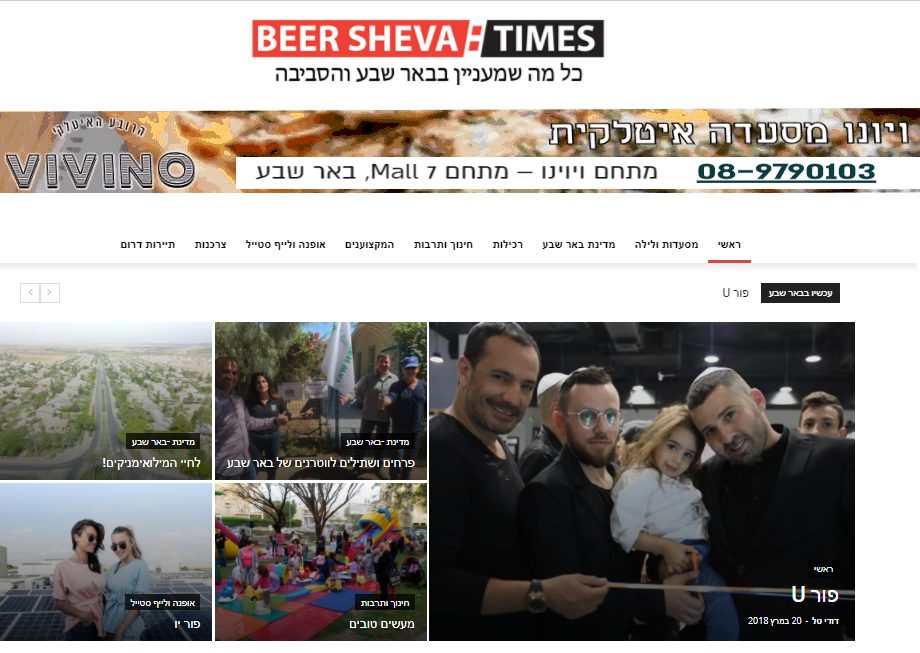 BEER SHEVA : TIMES
כל מה שמעניין בבאר שבע והסביבה
הרובע האיטלקי
VIVINO
ויונו מסעדה איטלקית
מתחם ויוינו – מתחם 7 Mall, באר שבע
08-9790103
ראשי
מסעדות ולילה
מדינת באר שבע
רכילות
חינוך ותרבות
המקצוענים
אופנה ולייף סטייל
צרכנות
תיירות דרום
עכשיו בבאר שבע
פור U
ראשי
פור U
דודי טל - 20 במרץ 2018
מדינת -באר שבע
פרחים ושתילים לווטרנים של באר שבע
מדינת -באר שבע
לחיי המילואימניקים!
חינוך ותרבות
מעשים טובים
אופנה ולייף סטייל
פור יו